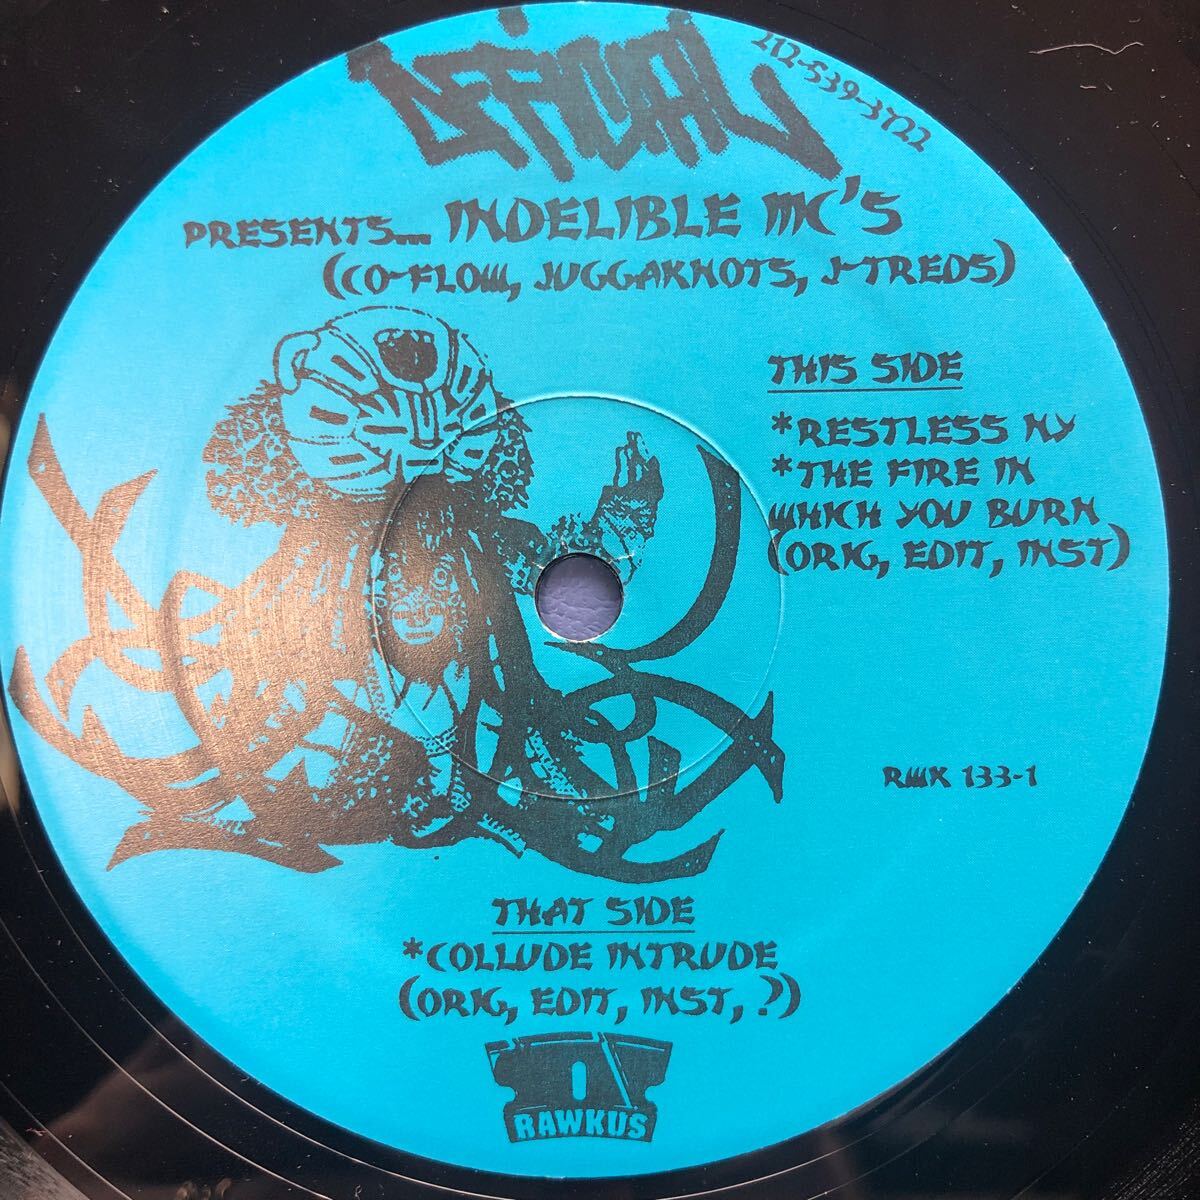 OFFICIAL
212-539-3722
PRESENTS... INDELIBLE MC'S
(CO-FLOW, JUGGAKNOTS, J-TREDS)
THIS SIDE
*RESTLESS NY
*THE FIRE IN
WHICH YOU BURN
(ORIG, EDIT, INST)
RWK 133-1
THAT SIDE
*COLLUDE INTRUDE
(ORIG, EDIT, INST, ?)
RAWKUS